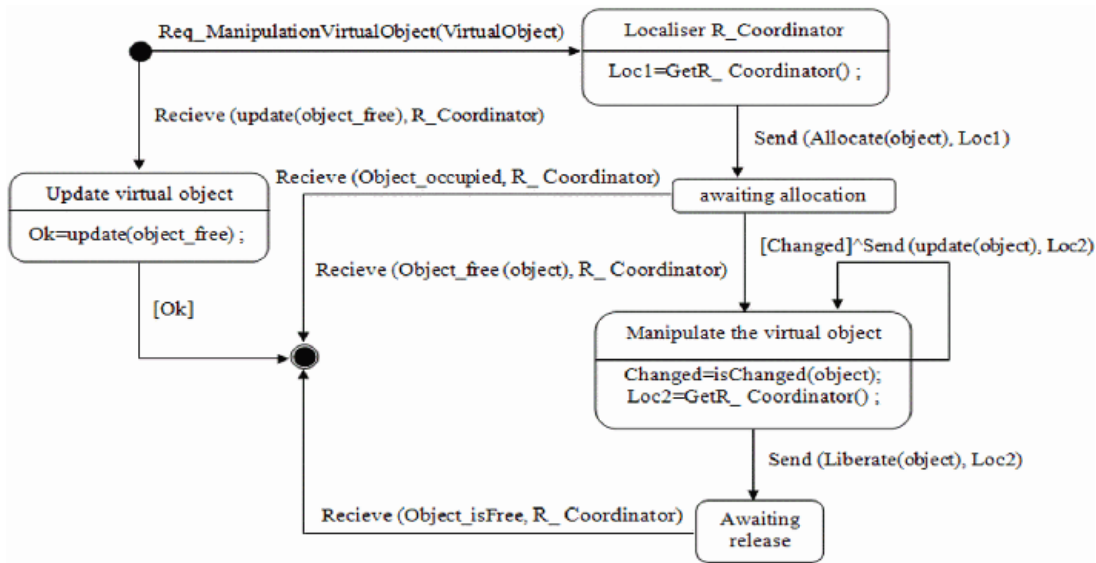 Req_ManipulationVirtualObject(VirtualObject)
Localiser R_Coordinator
Loc1=GetR_ Coordinator() ;
Recieve (update(object_free), R_Coordinator)
Send (Allocate(object), Loc1)
Update virtual object
Ok=update(object_free) ;
Recieve (Object_occupied, R_ Coordinator)
awaiting allocation
[Changed]^Send (update(object), Loc2)
Recieve (Object_free (object), R_ Coordinator)
[Ok]
Manipulate the virtual object
Changed=isChanged(object);
Loc2=GetR_ Coordinator() ;
Send (Liberate(object), Loc2)
Recieve (Object_isFree, R_ Coordinator)
Awaiting
release